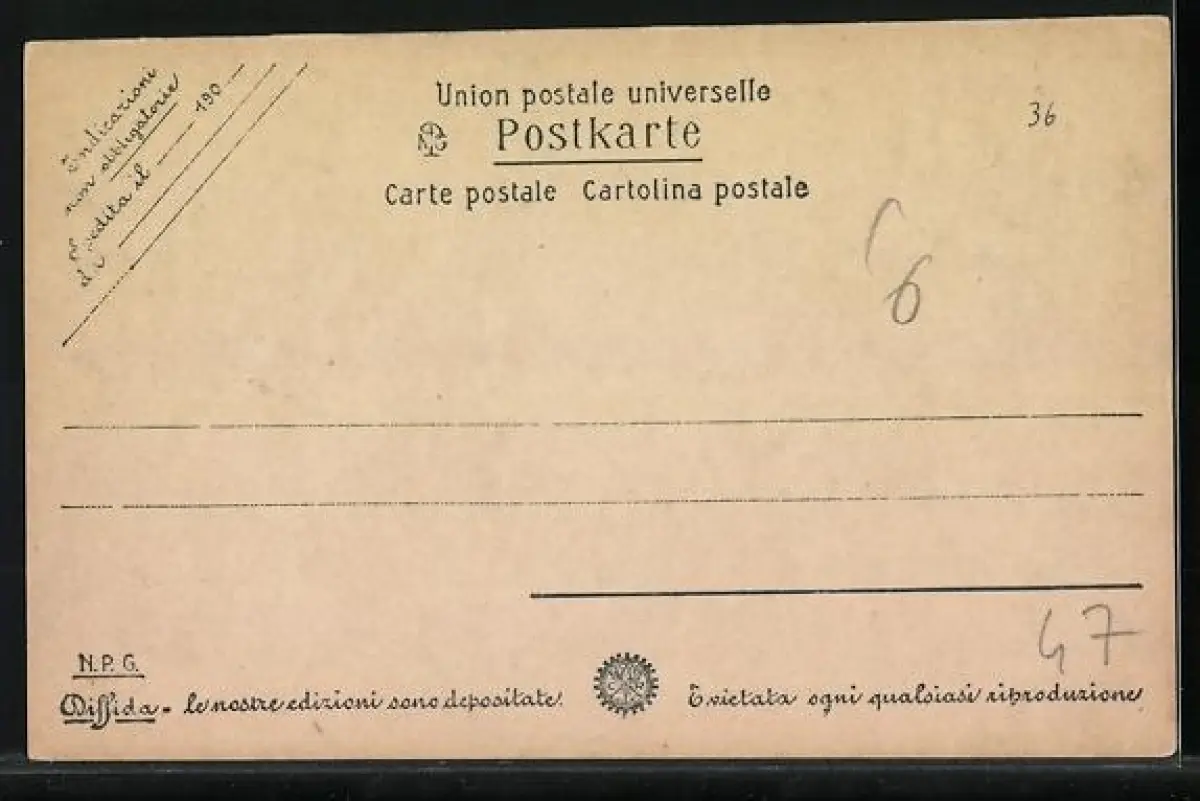 Indicazioni
non obbligatorie
Spedita il 190
da
Union postale universelle
Postkarte
Carte postale Cartolina postale
36
6
47
N.P.G.
Diffida - le nostre edizioni sono depositate.
È vietata ogni qualsiasi riproduzione